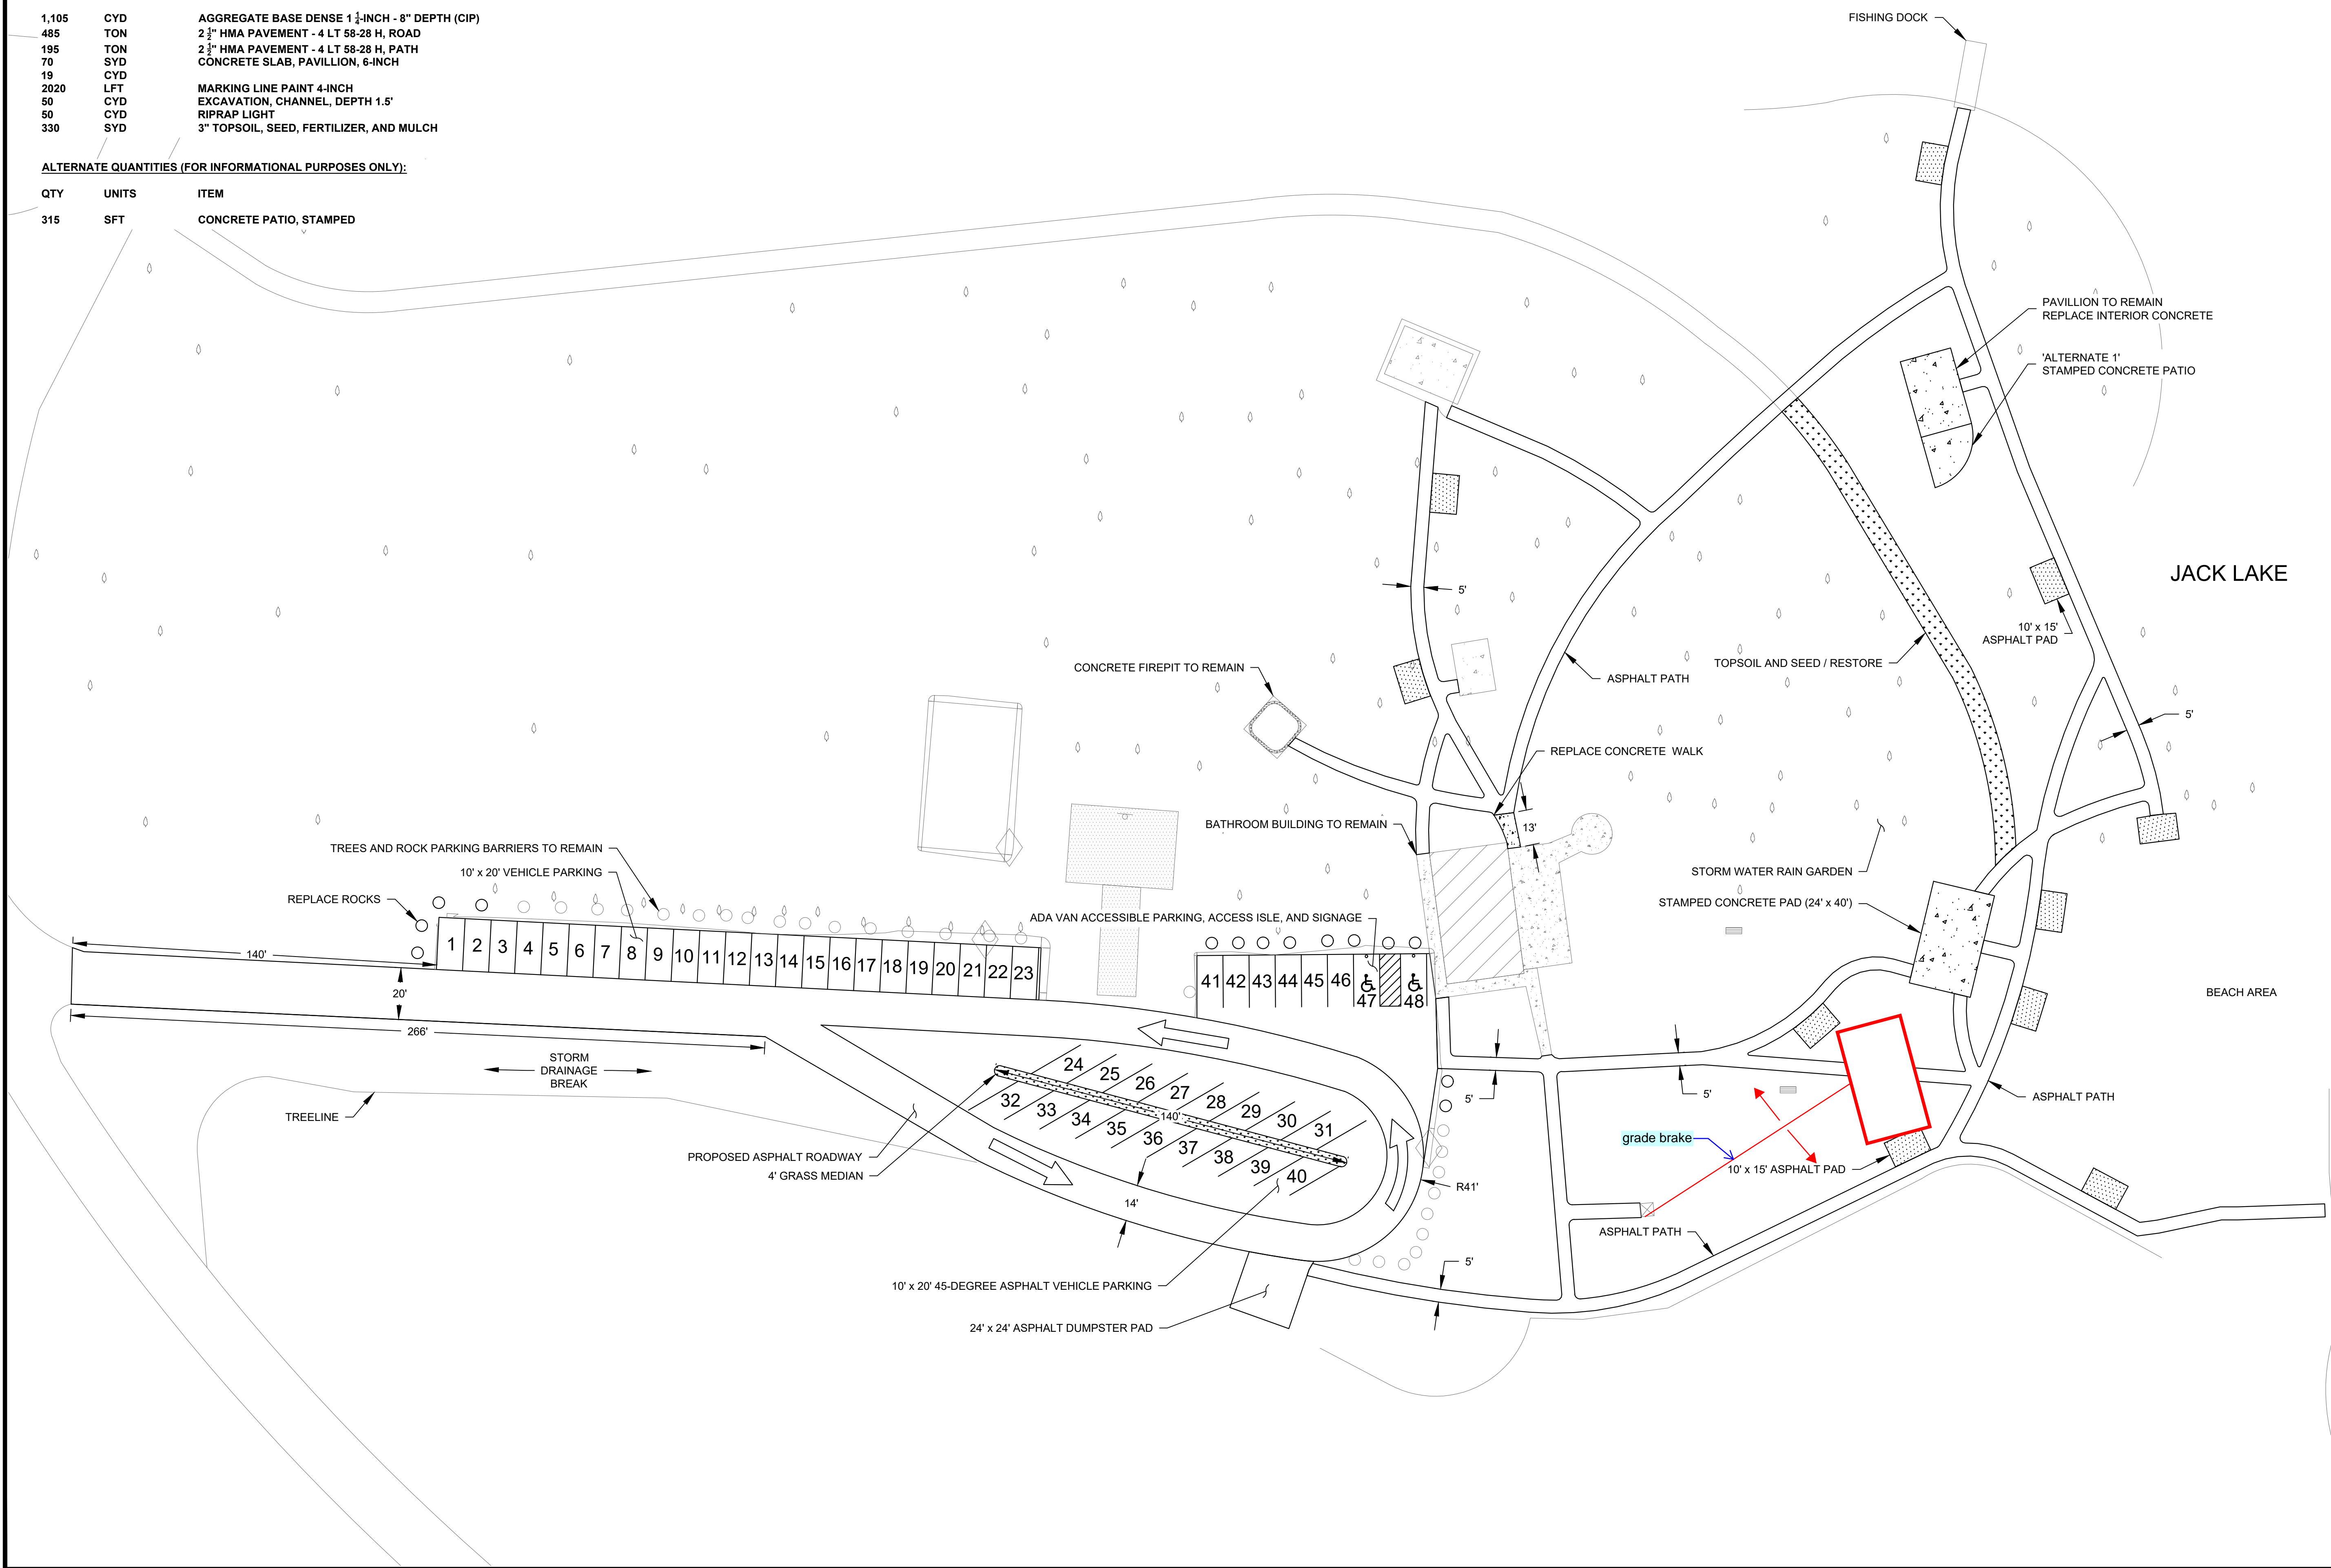 1,105 CYD AGGREGATE BASE DENSE 1 1/4-INCH - 8" DEPTH (CIP)
485 TON 2 1/2" HMA PAVEMENT - 4 LT 58-28 H, ROAD
195 TON 2 1/2" HMA PAVEMENT - 4 LT 58-28 H, PATH
70 SYD CONCRETE SLAB, PAVILLION, 6-INCH
19 CYD
2020 LFT MARKING LINE PAINT 4-INCH
50 CYD EXCAVATION, CHANNEL, DEPTH 1.5'
50 CYD RIPRAP LIGHT
330 SYD 3" TOPSOIL, SEED, FERTILIZER, AND MULCH
ALTERNATE QUANTITIES (FOR INFORMATIONAL PURPOSES ONLY):
QTY UNITS ITEM
315 SFT CONCRETE PATIO, STAMPED
FISHING DOCK
PAVILLION TO REMAIN
REPLACE INTERIOR CONCRETE
'ALTERNATE 1'
STAMPED CONCRETE PATIO
JACK LAKE
5'
10' x 15'
ASPHALT PAD
TOPSOIL AND SEED / RESTORE
CONCRETE FIREPIT TO REMAIN
ASPHALT PATH
5'
REPLACE CONCRETE WALK
BATHROOM BUILDING TO REMAIN
13'
TREES AND ROCK PARKING BARRIERS TO REMAIN
10' x 20' VEHICLE PARKING
STORM WATER RAIN GARDEN
REPLACE ROCKS
STAMPED CONCRETE PAD (24' x 40')
ADA VAN ACCESSIBLE PARKING, ACCESS ISLE, AND SIGNAGE
140'
1 2 3 4 5 6 7 8 9 10 11 12 13 14 15 16 17 18 19 20 21 22 23
41 42 43 44 45 46 47 48
20'
BEACH AREA
266'
STORM
DRAINAGE
BREAK
24 25 26 27 28 29 30 31
32 33 34 35 36 37 38 39 40
140'
5'
5'
ASPHALT PATH
TREELINE
grade brake
PROPOSED ASPHALT ROADWAY
4' GRASS MEDIAN
10' x 15' ASPHALT PAD
R41'
14'
ASPHALT PATH
5'
10' x 20' 45-DEGREE ASPHALT VEHICLE PARKING
24' x 24' ASPHALT DUMPSTER PAD